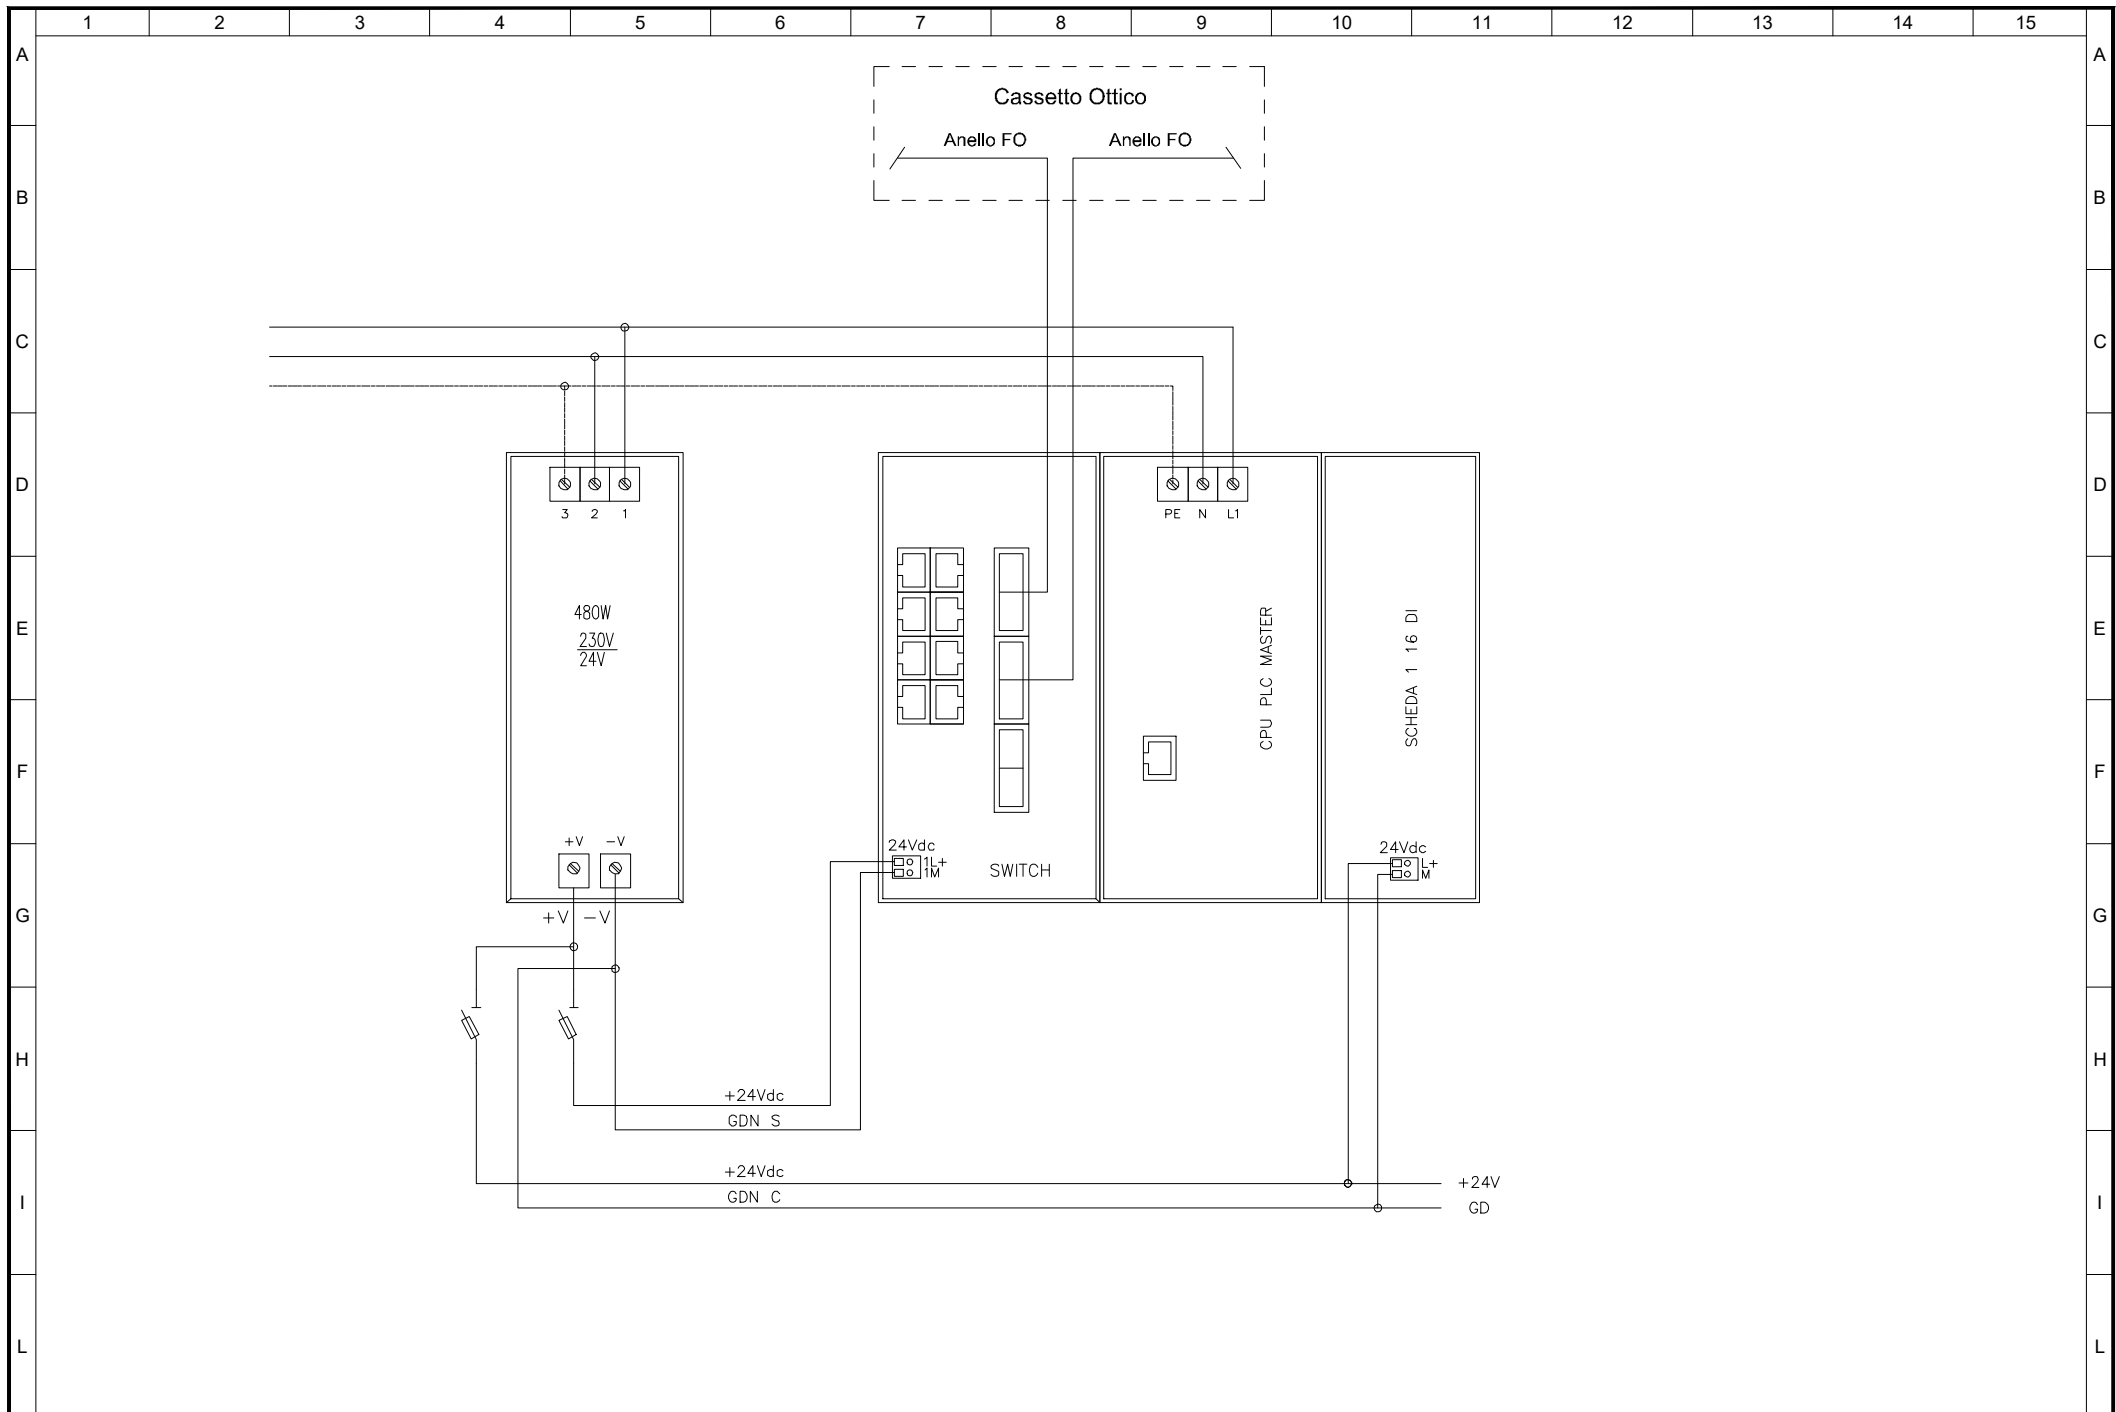 1 2 3 4 5 6 7 8 9 10 11 12 13 14 15
A A
Cassetto Ottico
Anello FO Anello FO
B B
C C
D D
3 2 1
PE N L1
480W
230V
24V
E E
CPU PLC MASTER
SCHEDA 1 16 DI
F F
+V -V
24Vdc
1L+
1M
SWITCH
24Vdc
L+
M
G G
+V -V
H H
+24Vdc
GDN S
+24Vdc
GDN C
+24V
GD
I I
L L